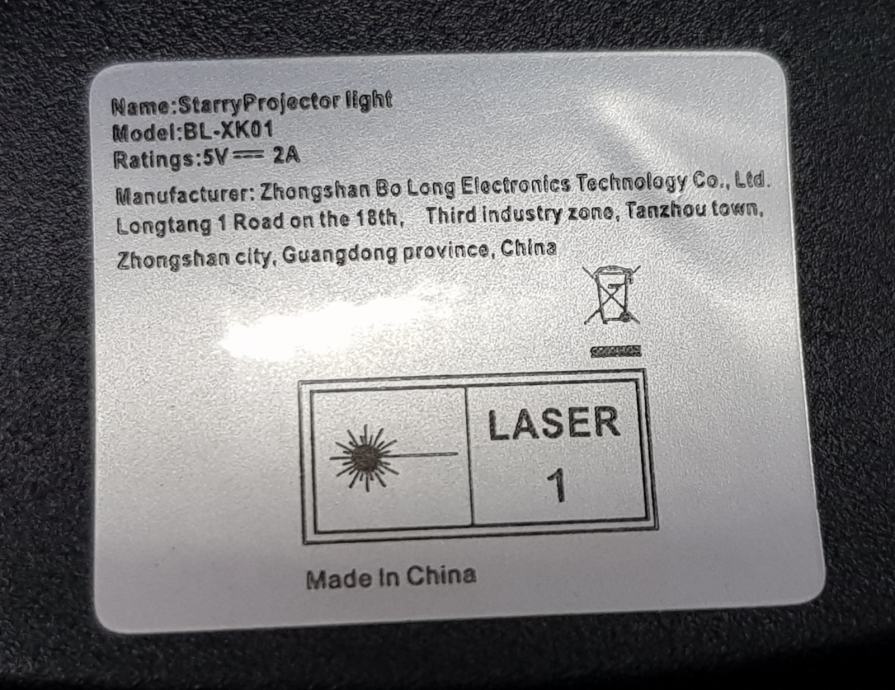 Name:StarryProjector light
Model:BL-XK01
Ratings:5V⎓ 2A
Manufacturer: Zhongshan Bo Long Electronics Technology Co., Ltd.
Longtang 1 Road on the 18th, Third industry zone, Tanzhou town,
Zhongshan city, Guangdong province, China
LASER
1
Made In China